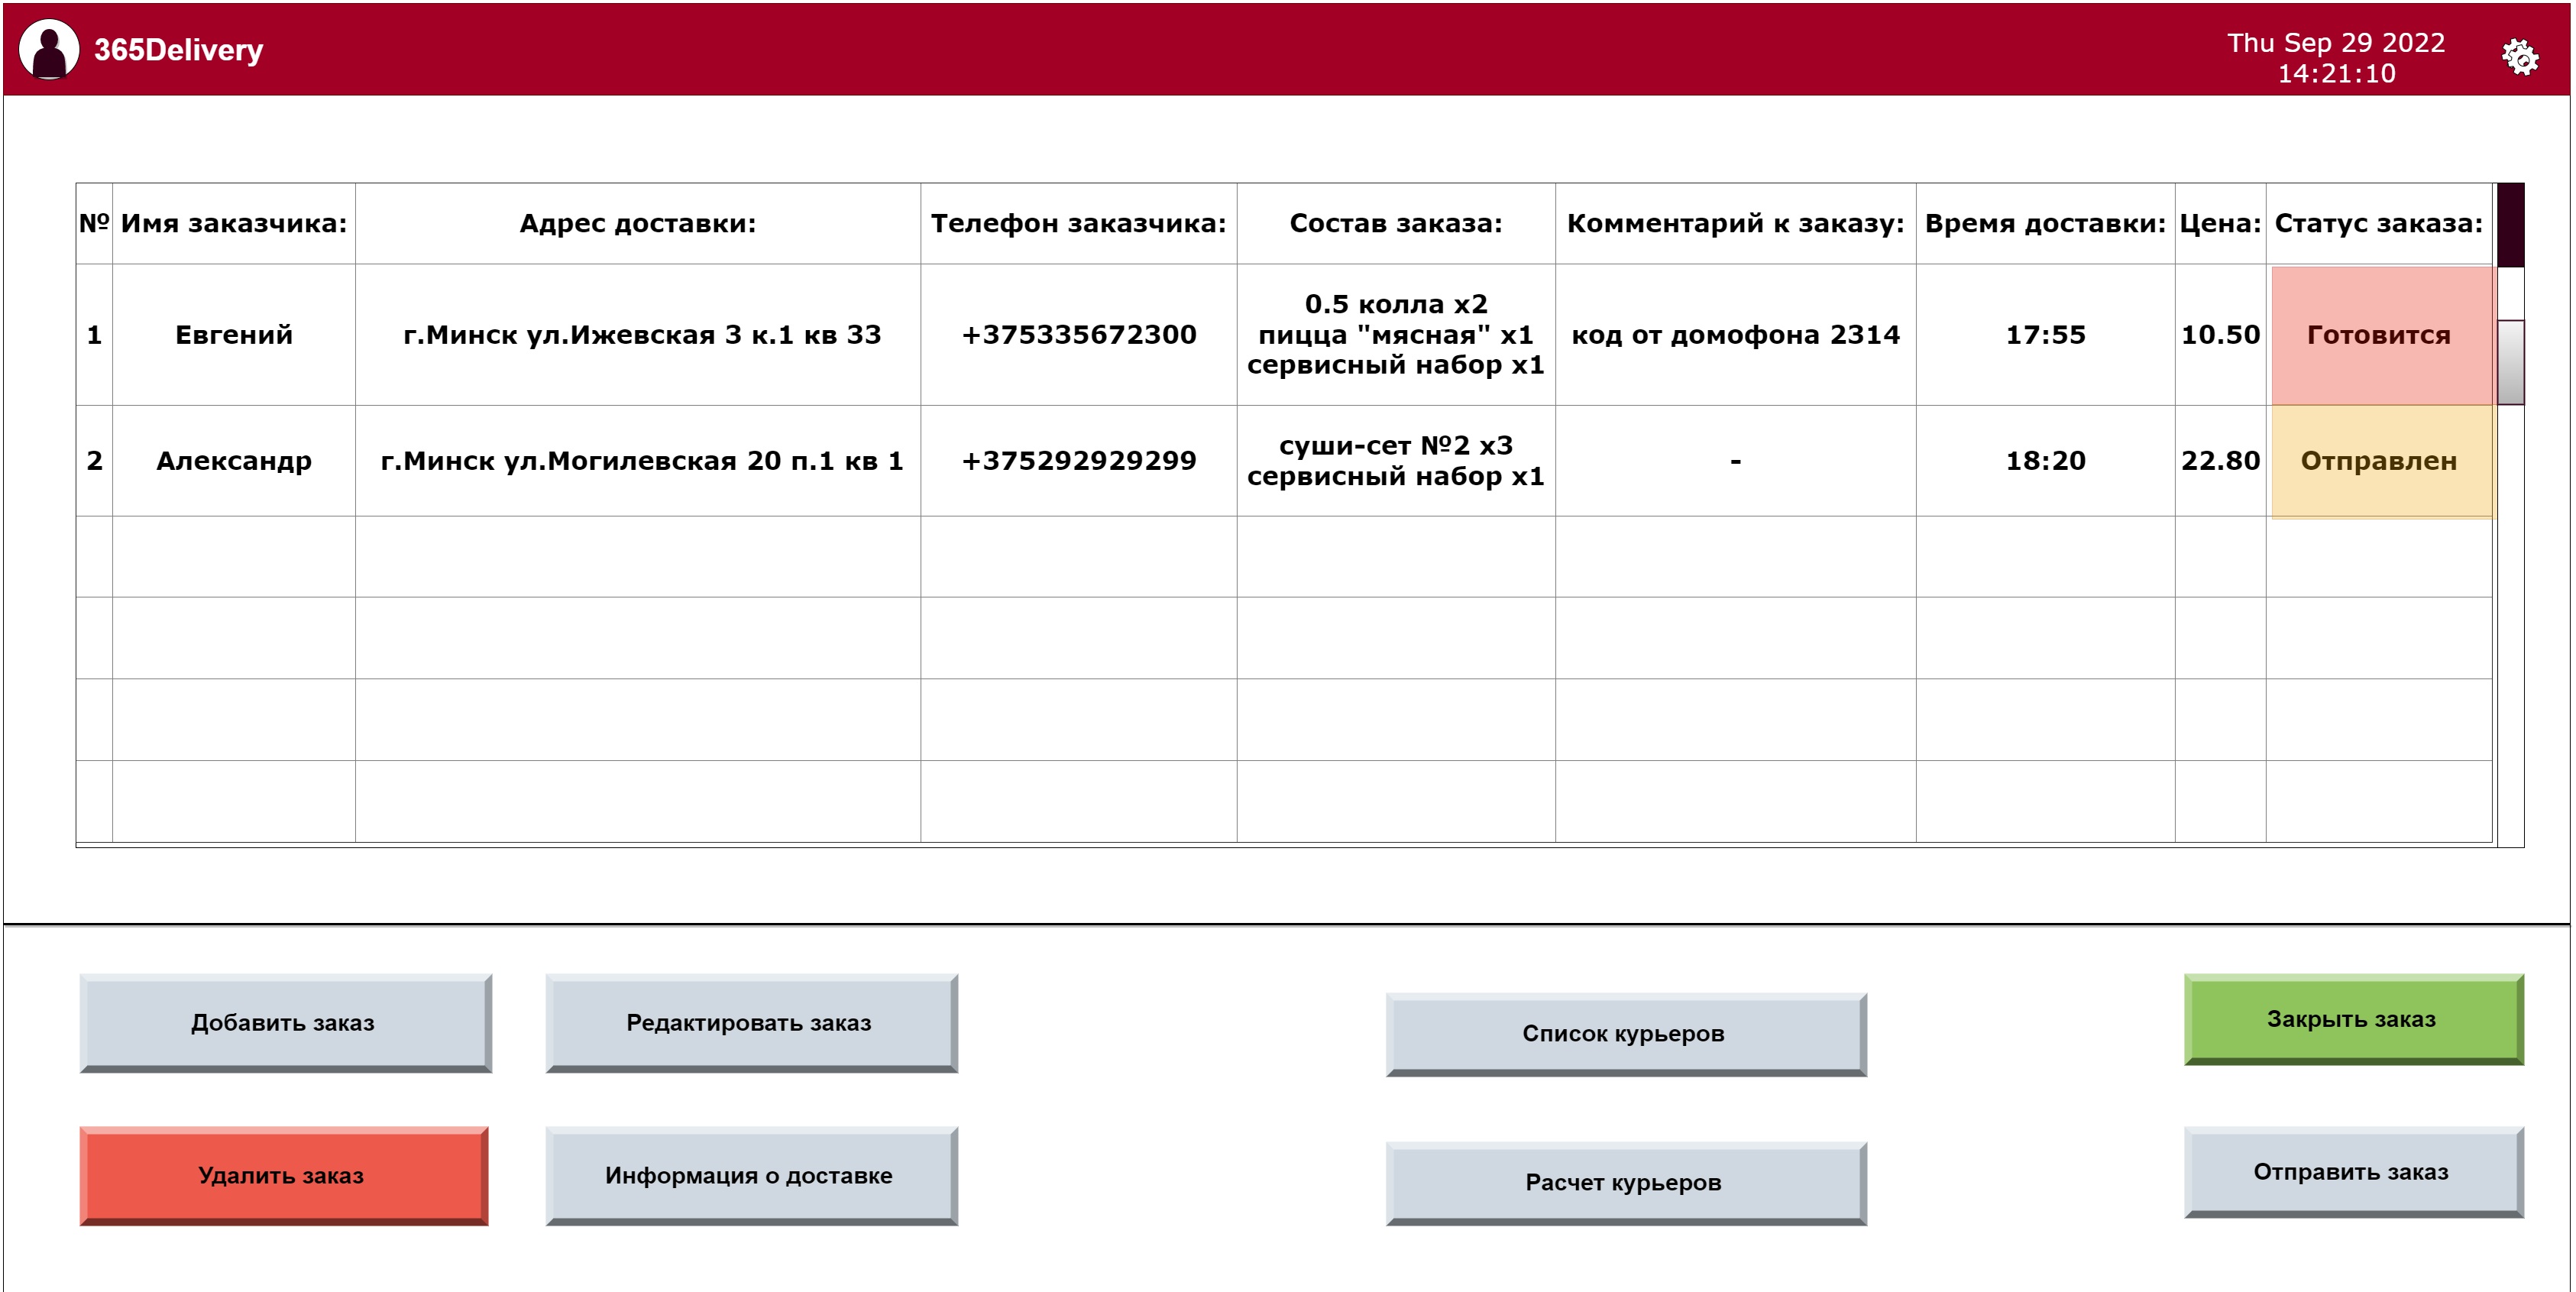 365Delivery
Thu Sep 29 2022
14:21:10
№ Имя заказчика: Адрес доставки: Телефон заказчика: Состав заказа: Комментарий к заказу: Время доставки: Цена: Статус заказа:
0.5 колла x2
1 Евгений г.Минск ул.Ижевская 3 к.1 кв 33 +375335672300 пицца "мясная" x1 код от домофона 2314 17:55 10.50 Готовится
сервисный набор x1
суши-сет №2 x3
2 Александр г.Минск ул.Могилевская 20 п.1 кв 1 +375292929299 - 18:20 22.80 Отправлен
сервисный набор x1
Добавить заказ
Редактировать заказ
Список курьеров
Закрыть заказ
Удалить заказ
Информация о доставке
Расчет курьеров
Отправить заказ